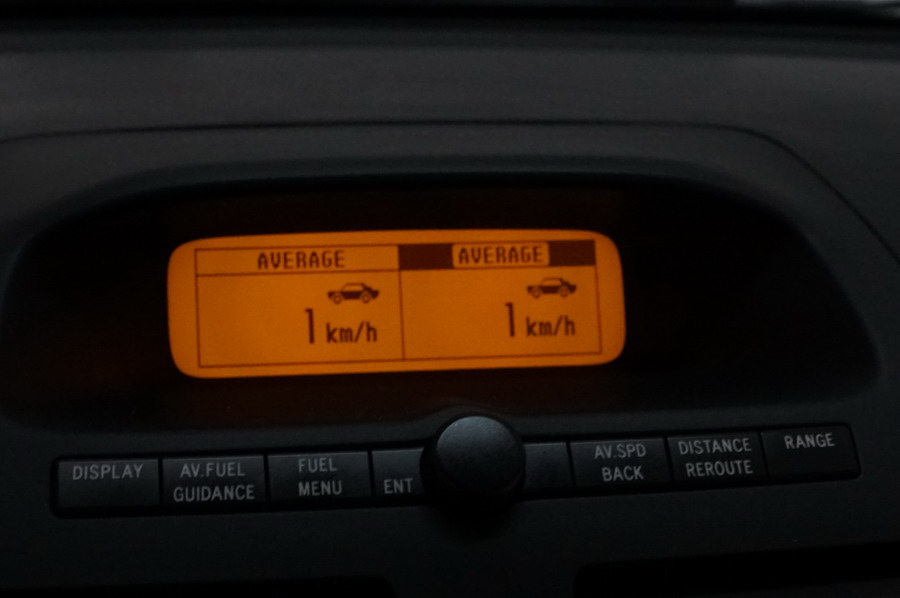 AVERAGE AVERAGE
1 km/h 1 km/h
DISPLAY
AV.FUEL
GUIDANCE
FUEL
MENU
ENT
AV.SPD
BACK
DISTANCE
REROUTE
RANGE